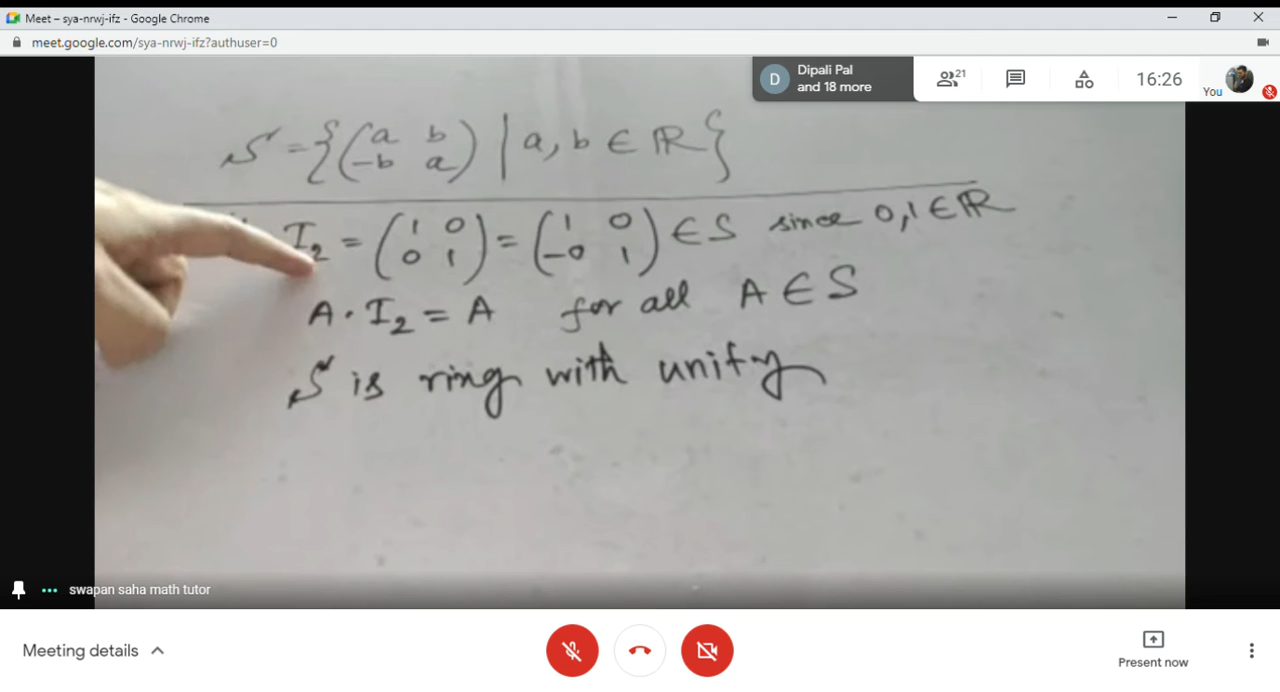 Meet – sya-nrwj-ifz - Google Chrome
meet.google.com/sya-nrwj-ifz?authuser=0
D
Dipali Pal
and 18 more
21
16:26
You
S = {(a b
-b a) | a, b ∈ ℝ}
I₂ = (1 0
0 1) = (1 0
-0 1) ∈ S since 0,1 ∈ ℝ
A · I₂ = A for all A ∈ S
S is ring with unity
swapan saha math tutor
Meeting details
Present now